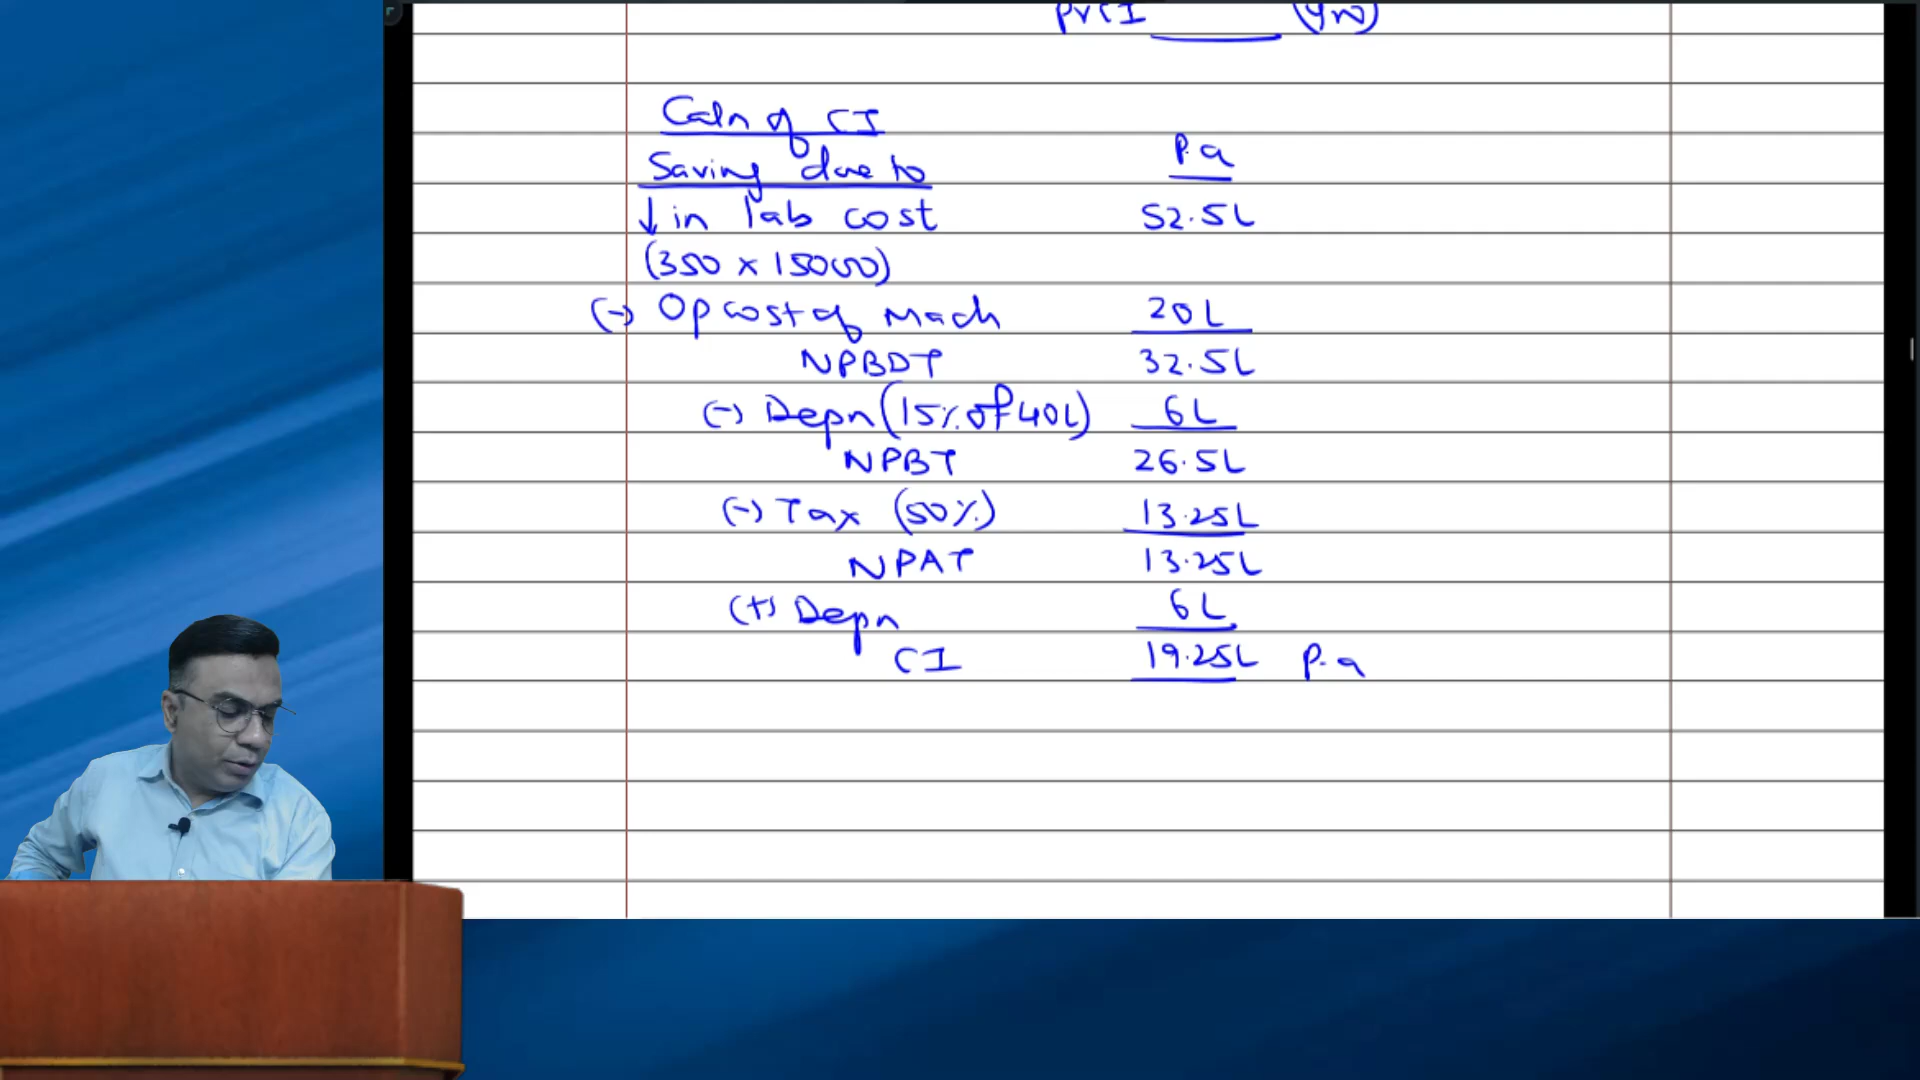 PVCI (Yrs)
Caln of CI
P.a
Saving due to
↓ in lab cost 52.5L
(350 x 15000)
(-) Op cost of Mach 20L
NPBDT 32.5L
(-) Depn (15% of 40L) 6L
NPBT 26.5L
(-) Tax (50%) 13.25L
NPAT 13.25L
(+) Depn 6L
CI 19.25L P.a